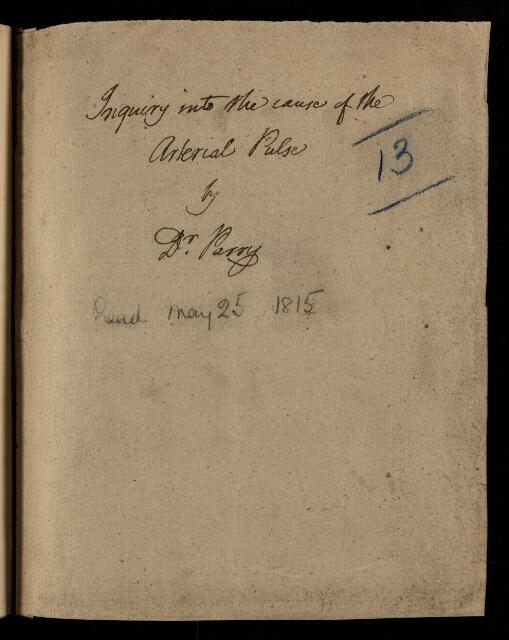 Inquiry into the cause of the
Arterial Pulse
by
Dr. Parry
13
Read May 25 1815